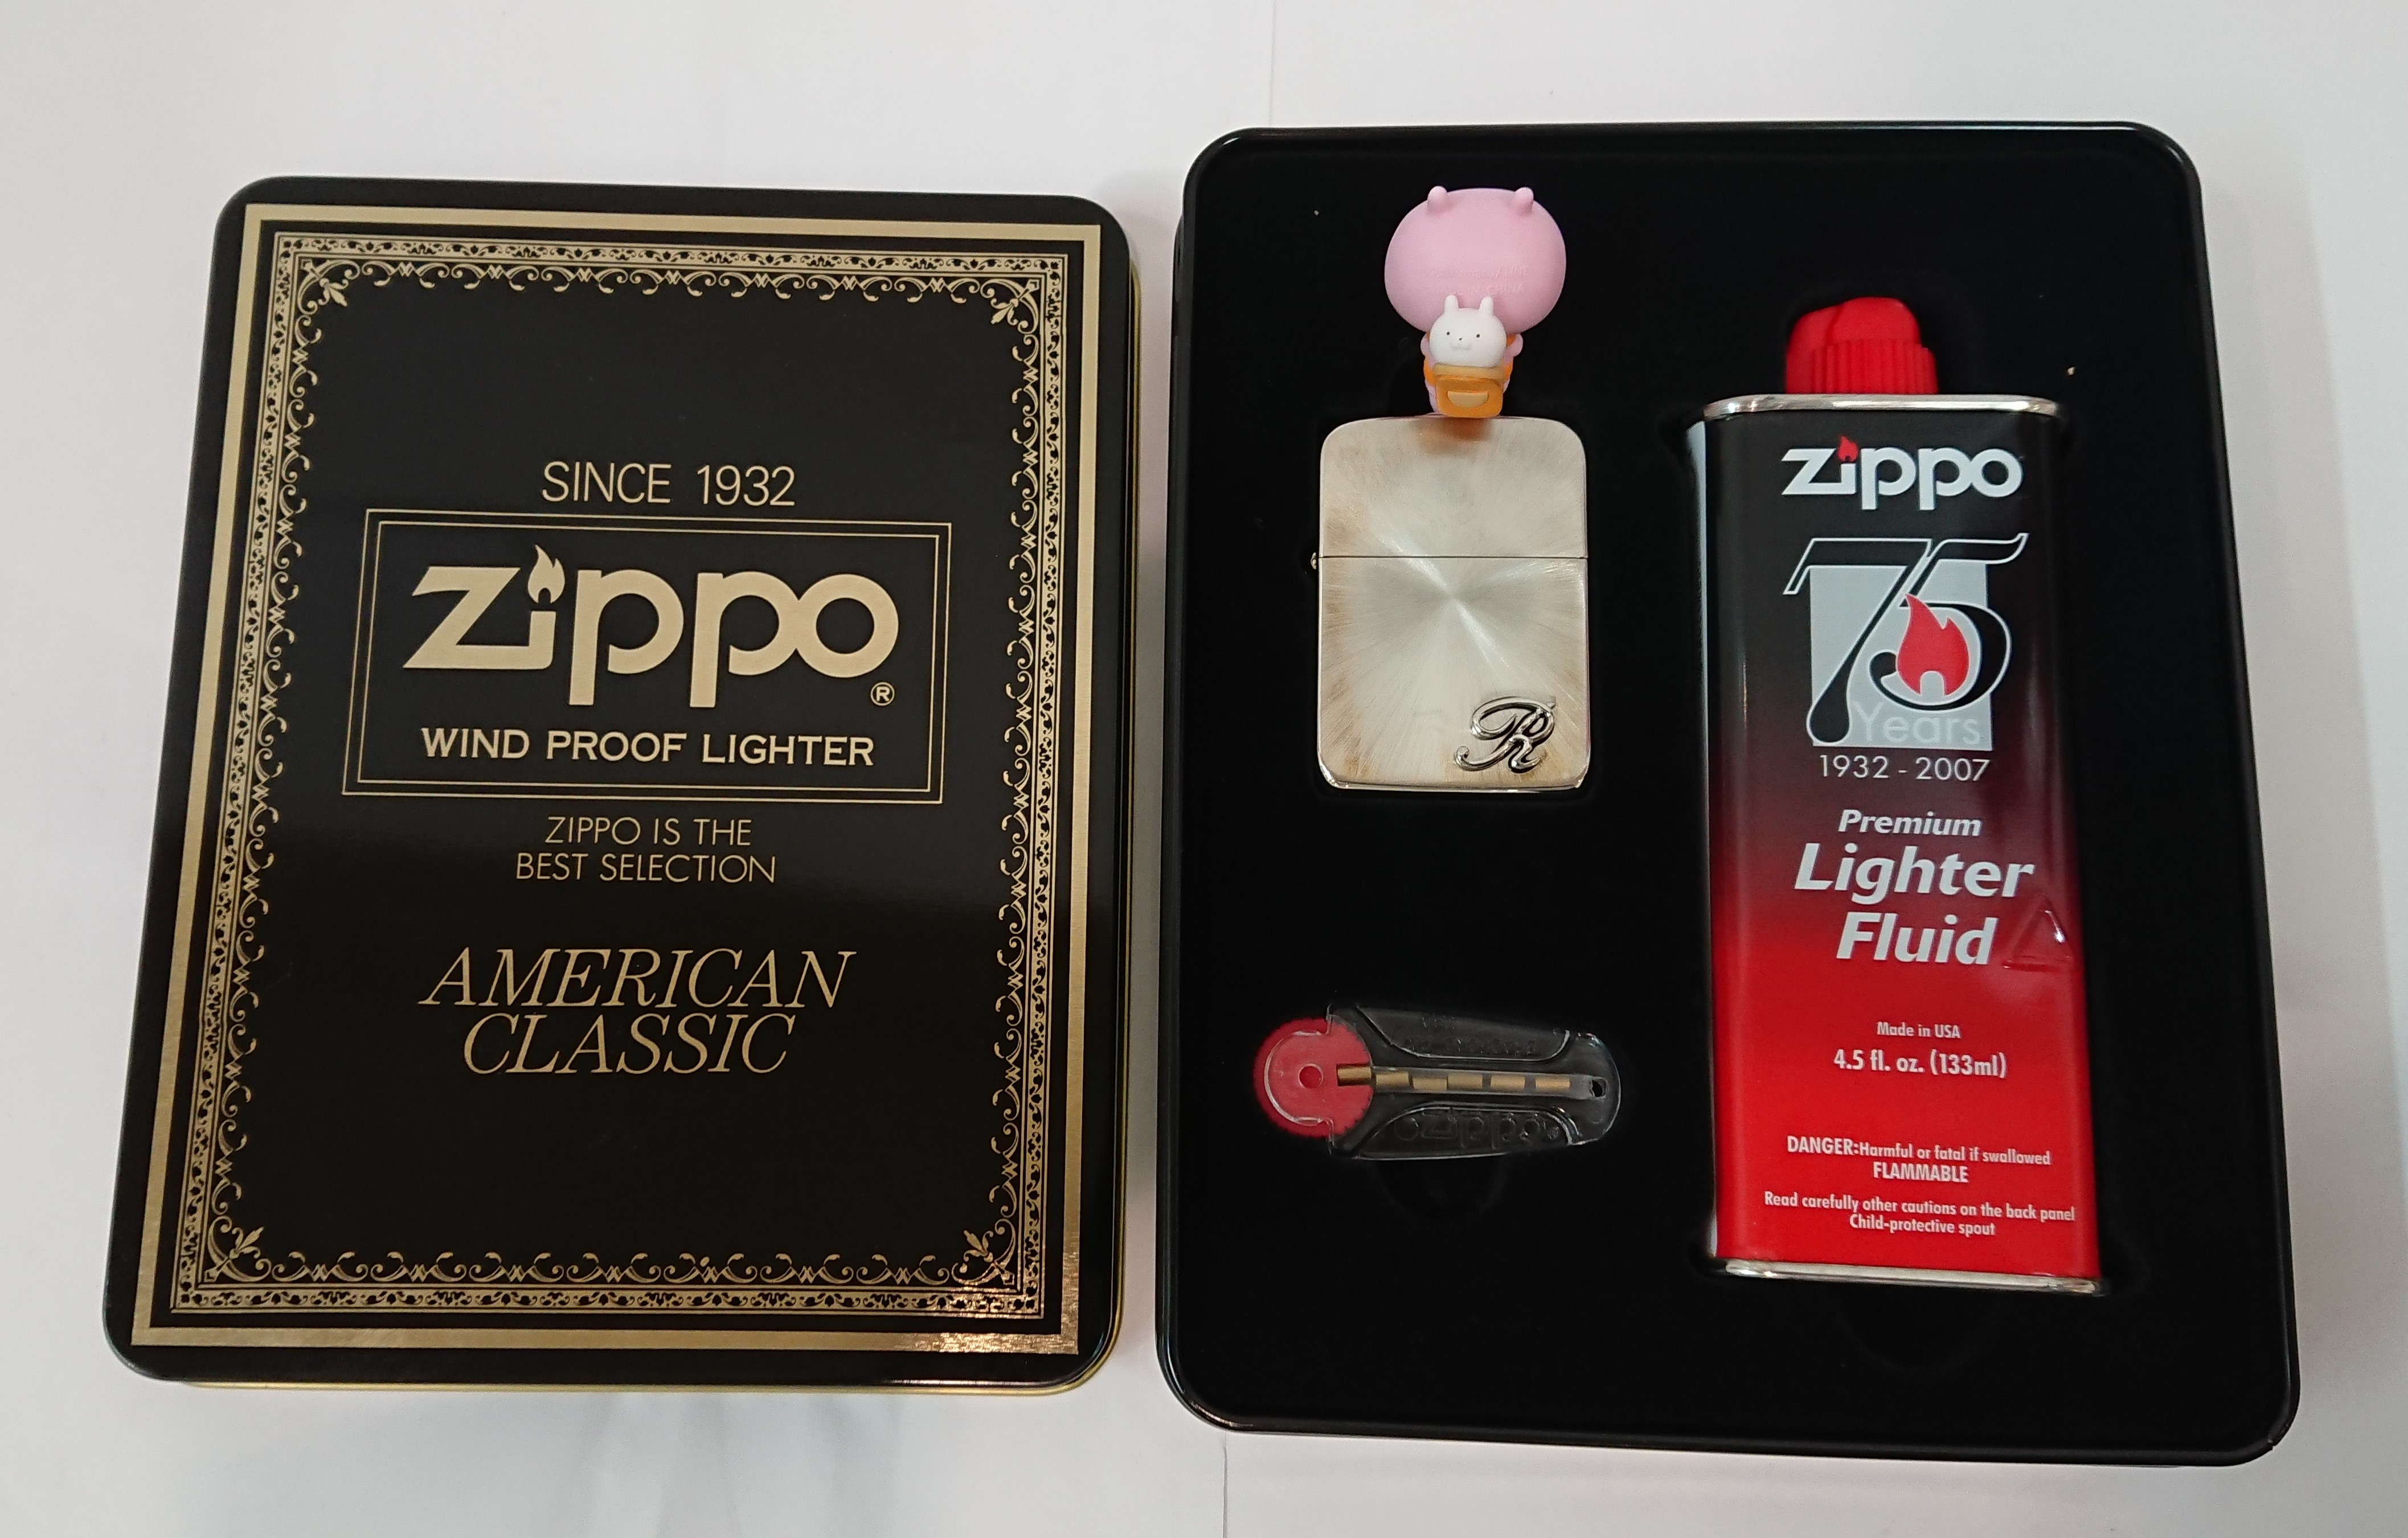 SINCE 1932
zippo®
WIND PROOF LIGHTER
ZIPPO IS THE
BEST SELECTION
AMERICAN
CLASSIC
R
zippo
zippo
75
Years
1932 - 2007
Premium
Lighter
Fluid
Made in USA
4.5 fl. oz. (133ml)
DANGER:Harmful or fatal if swallowed
FLAMMABLE
Read carefully other cautions on the back panel
Child-protective spout